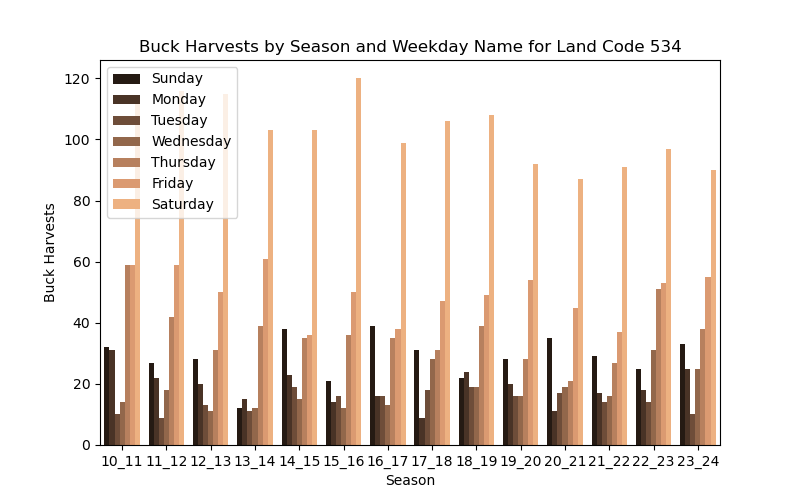 Buck Harvests by Season and Weekday Name for Land Code 534
Sunday
Monday
Tuesday
Wednesday
Thursday
Friday
Saturday
120
100
80
60
40
20
0
Buck Harvests
10_11 11_12 12_13 13_14 14_15 15_16 16_17 17_18 18_19 19_20 20_21 21_22 22_23 23_24
Season